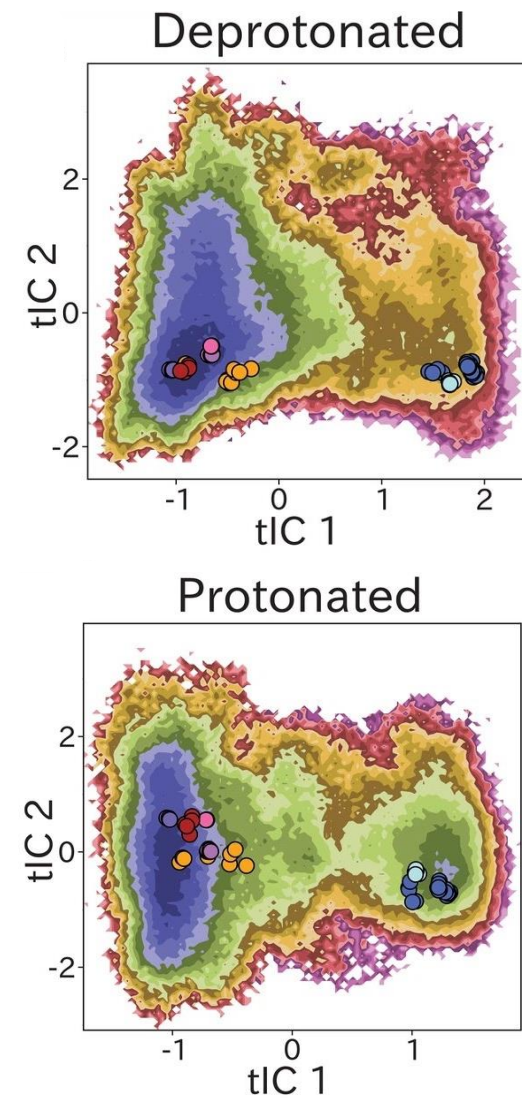 Deprotonated
tIC 2
2
0
-2
-1 0 1 2
tIC 1
Protonated
tIC 2
2
0
-2
-1 0 1
tIC 1